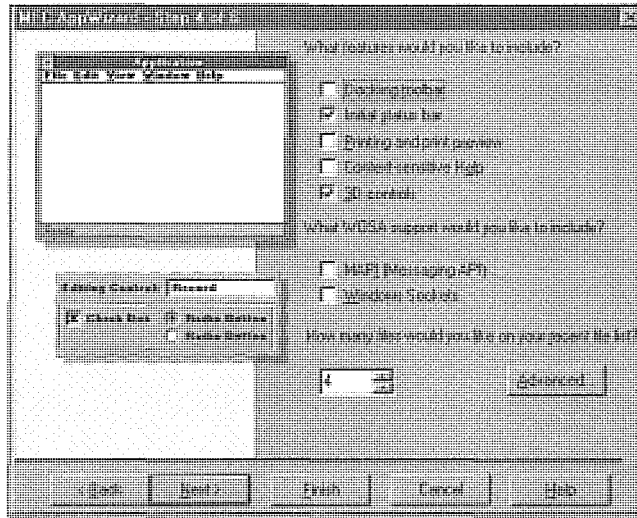 MFC AppWizard - Step 4 of 6
Application
File Edit View Window Help
Ready
Editing Control: Record
Check Box
Radio Button
Radio Button
What features would you like to include?
Docking toolbar
Initial status bar
Printing and print preview
Context-sensitive Help
3D controls
What WOSA support would you like to include?
MAPI (Messaging API)
Windows Sockets
How many files would you like on your recent file list?
4
Advanced...
< Back
Next >
Finish
Cancel
Help